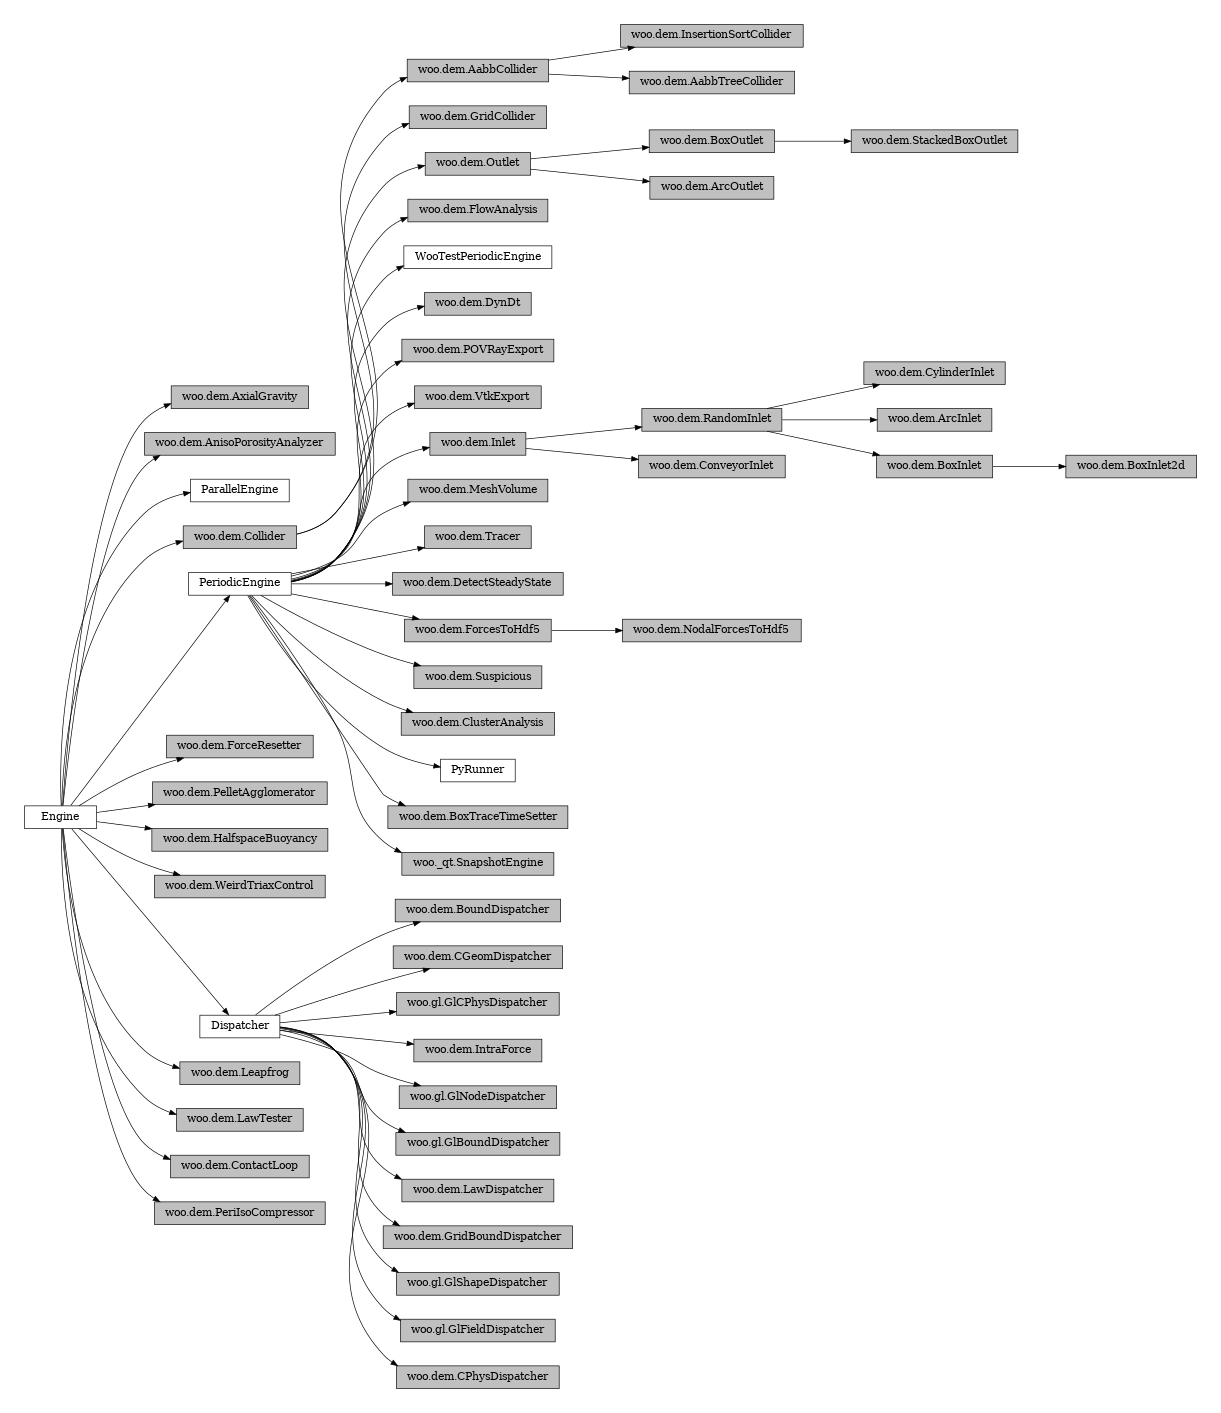 woo.dem.InsertionSortCollider
woo.dem.AabbCollider
woo.dem.AabbTreeCollider
woo.dem.GridCollider
woo.dem.BoxOutlet
woo.dem.StackedBoxOutlet
woo.dem.Outlet
woo.dem.ArcOutlet
woo.dem.FlowAnalysis
WooTestPeriodicEngine
woo.dem.DynDt
woo.dem.POVRayExport
woo.dem.CylinderInlet
woo.dem.AxialGravity
woo.dem.VtkExport
woo.dem.RandomInlet
woo.dem.ArcInlet
woo.dem.AnisoPorosityAnalyzer
woo.dem.Inlet
woo.dem.ConveyorInlet
woo.dem.BoxInlet
woo.dem.BoxInlet2d
ParallelEngine
woo.dem.MeshVolume
woo.dem.Collider
woo.dem.Tracer
PeriodicEngine
woo.dem.DetectSteadyState
woo.dem.ForcesToHdf5
woo.dem.NodalForcesToHdf5
woo.dem.Suspicious
woo.dem.ClusterAnalysis
woo.dem.ForceResetter
PyRunner
woo.dem.PelletAgglomerator
Engine
woo.dem.BoxTraceTimeSetter
woo.dem.HalfspaceBuoyancy
woo._qt.SnapshotEngine
woo.dem.WeirdTriaxControl
woo.dem.BoundDispatcher
woo.dem.CGeomDispatcher
woo.gl.GlCPhysDispatcher
Dispatcher
woo.dem.IntraForce
woo.dem.Leapfrog
woo.gl.GlNodeDispatcher
woo.dem.LawTester
woo.gl.GlBoundDispatcher
woo.dem.ContactLoop
woo.dem.LawDispatcher
woo.dem.PeriIsoCompressor
woo.dem.GridBoundDispatcher
woo.gl.GlShapeDispatcher
woo.gl.GlFieldDispatcher
woo.dem.CPhysDispatcher